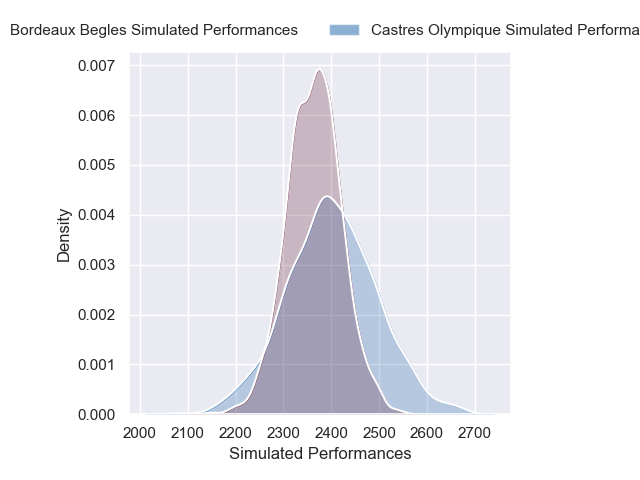 Bordeaux Begles Simulated Performances
Castres Olympique Simulated Performa
0.007
0.006
0.005
0.004
0.003
0.002
0.001
0.000
Density
2000 2100 2200 2300 2400 2500 2600 2700
Simulated Performances